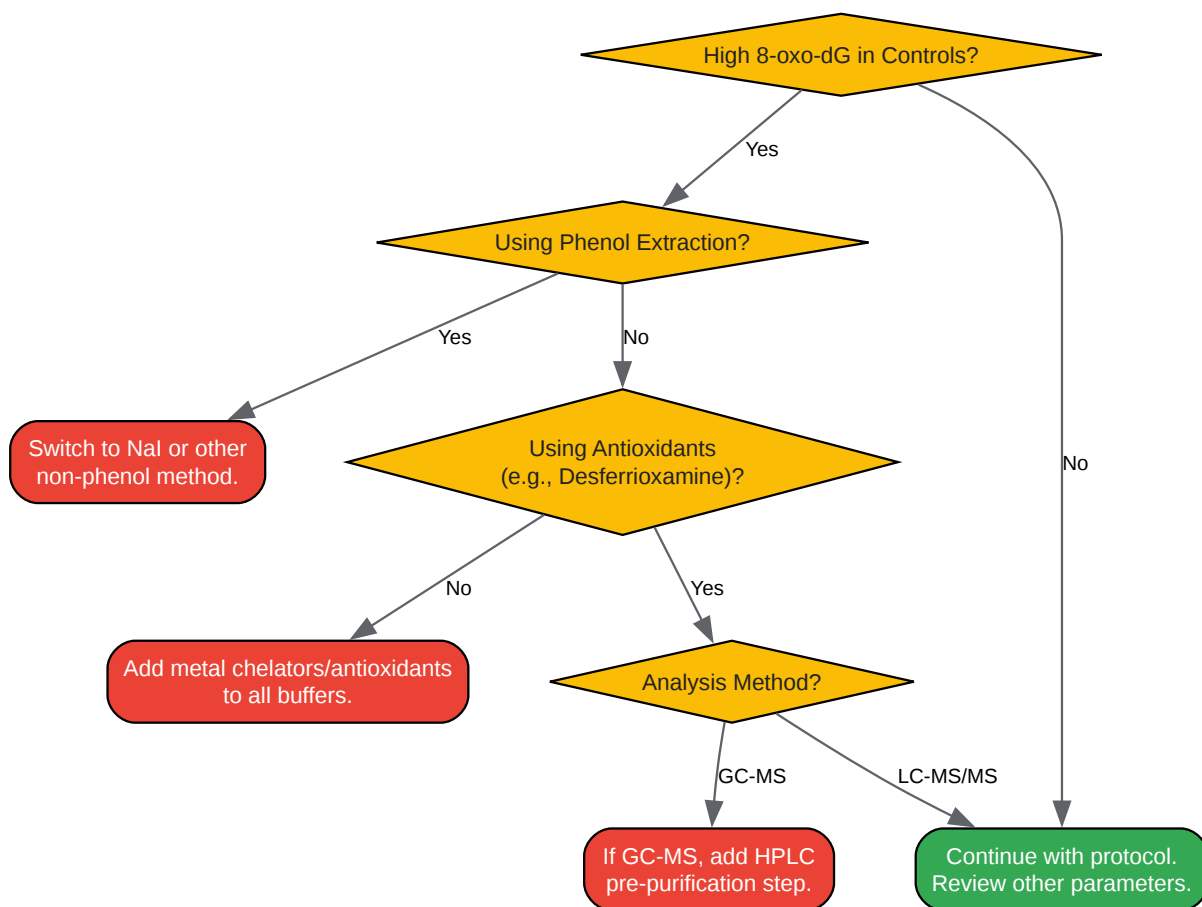 High 8-oxo-dG in Controls?
Yes
Using Phenol Extraction?
Yes
No
Switch to NaI or other
non-phenol method.
Using Antioxidants
(e.g., Desferrioxamine)?
No
No
Yes
Add metal chelators/antioxidants
to all buffers.
Analysis Method?
GC-MS
LC-MS/MS
If GC-MS, add HPLC
pre-purification step.
Continue with protocol.
Review other parameters.